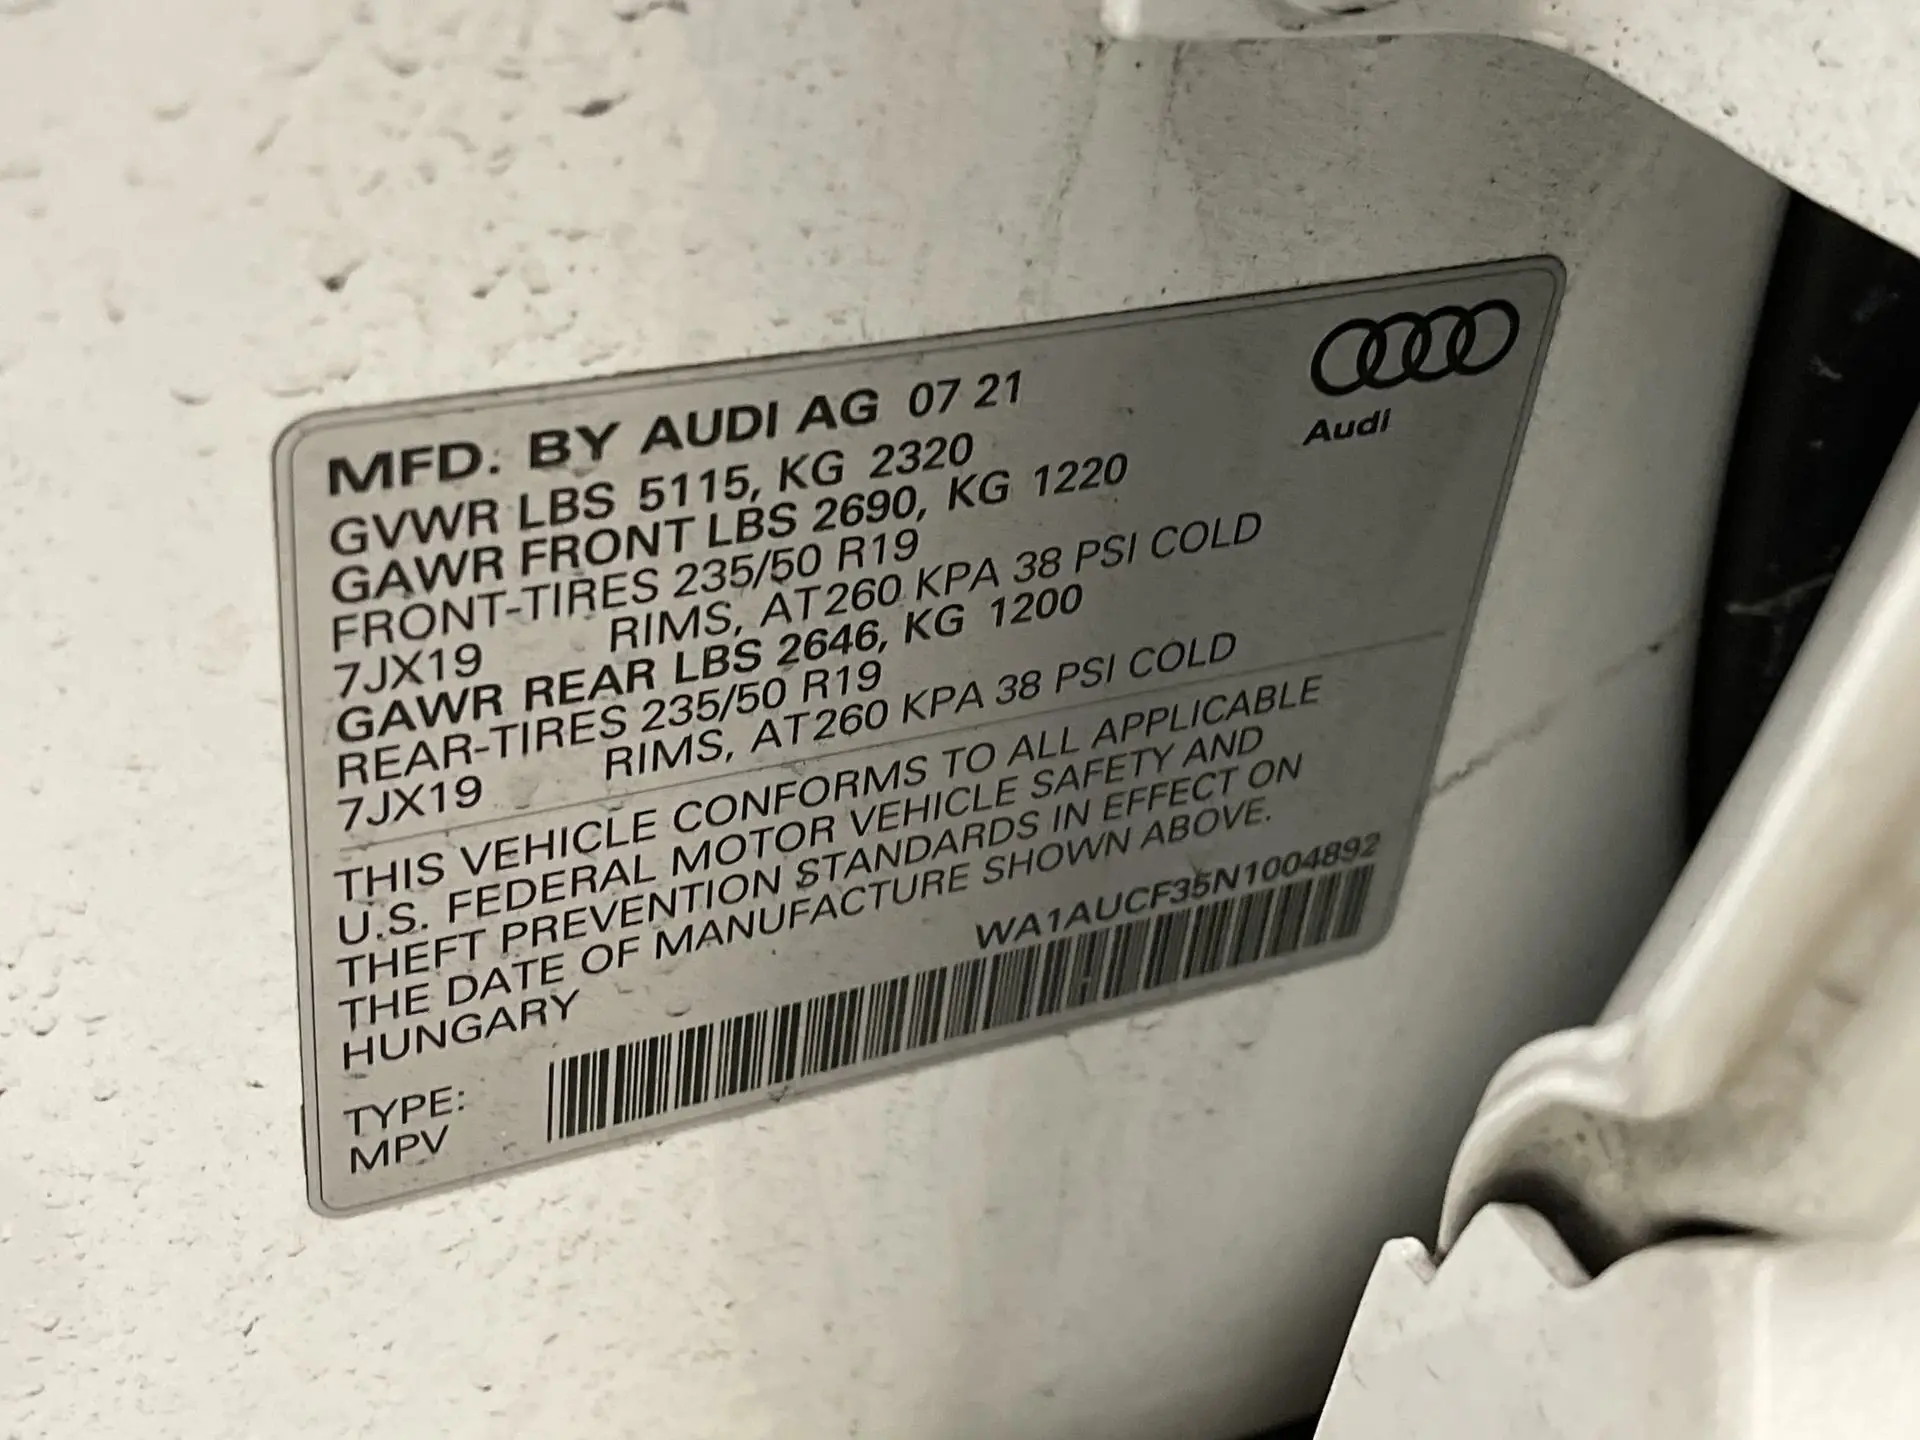 MFD. BY AUDI AG 07 21
Audi
GVWR LBS 5115, KG 2320
GAWR FRONT LBS 2690, KG 1220
FRONT-TIRES 235/50 R19
7JX19 RIMS, AT260 KPA 38 PSI COLD
GAWR REAR LBS 2646, KG 1200
REAR-TIRES 235/50 R19
7JX19 RIMS, AT260 KPA 38 PSI COLD
THIS VEHICLE CONFORMS TO ALL APPLICABLE
U.S. FEDERAL MOTOR VEHICLE SAFETY AND
THEFT PREVENTION STANDARDS IN EFFECT ON
THE DATE OF MANUFACTURE SHOWN ABOVE.
HUNGARY
WA1AUCF35N1004892
TYPE:
MPV